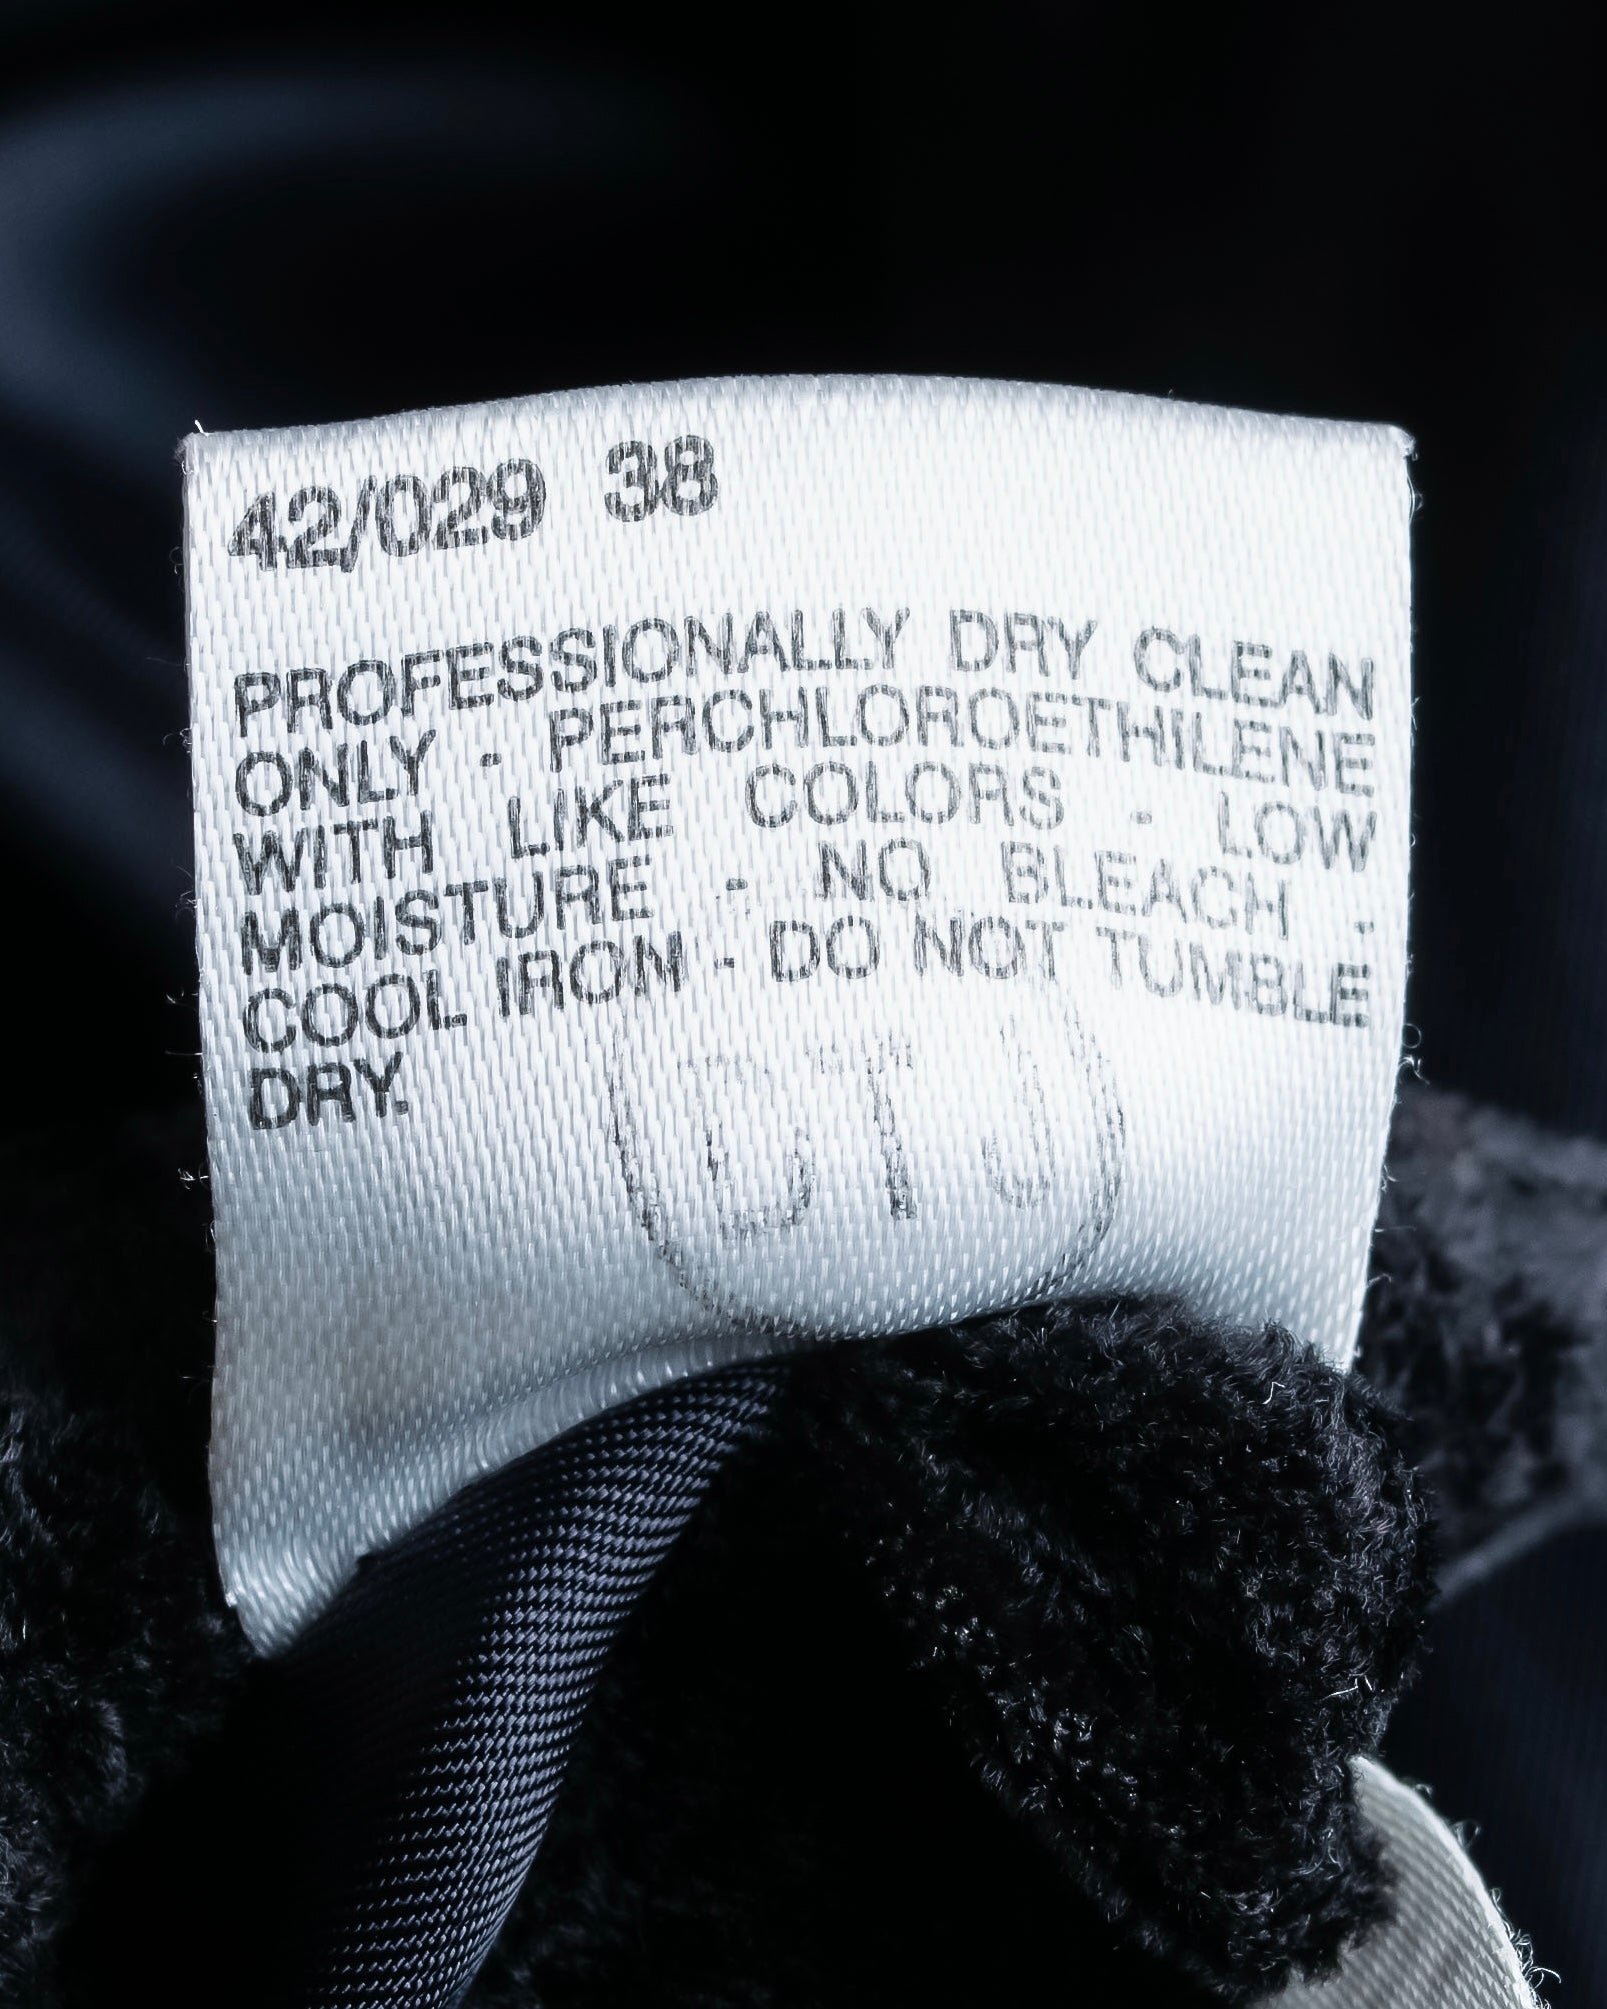 42/029 38
PROFESSIONALLY DRY CLEAN
ONLY - PERCHLOROETHILENE
WITH LIKE COLORS - LOW
MOISTURE - NO BLEACH -
COOL IRON - DO NOT TUMBLE
DRY.